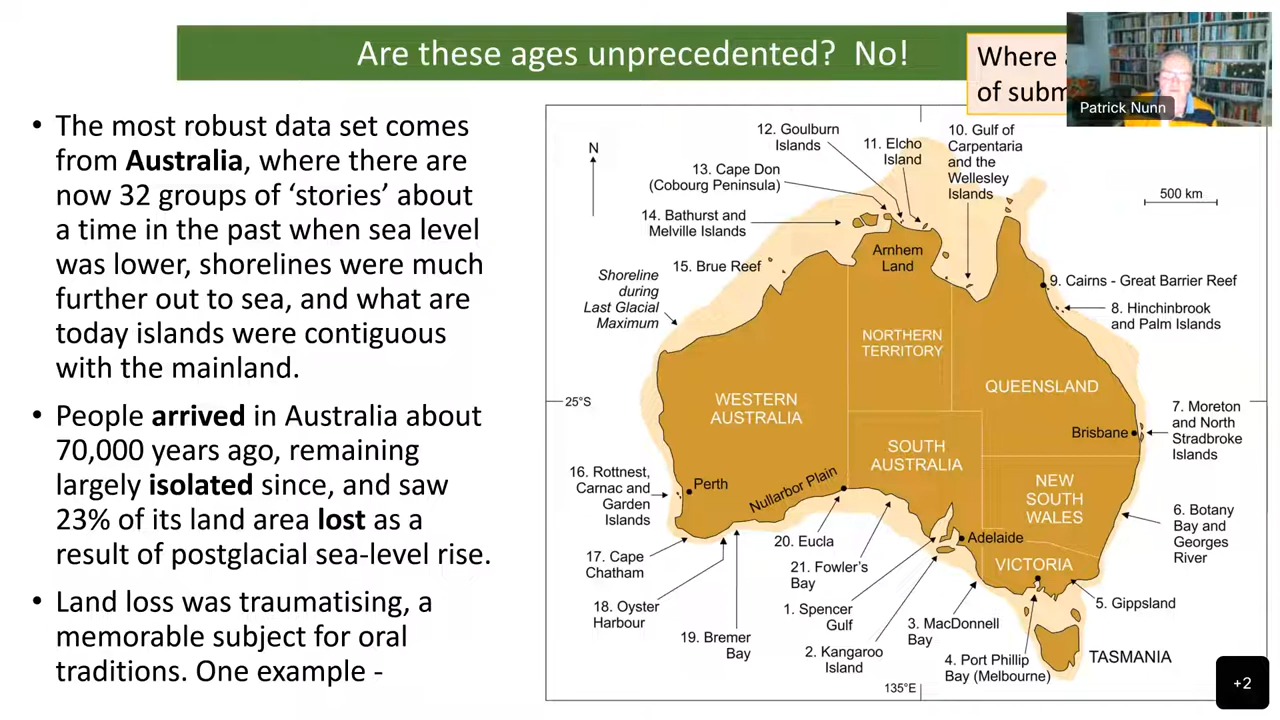 Are these ages unprecedented? No!
Where
of subm
Patrick Nunn
• The most robust data set comes
from Australia, where there are
now 32 groups of ‘stories’ about
a time in the past when sea level
was lower, shorelines were much
further out to sea, and what are
today islands were contiguous
with the mainland.
• People arrived in Australia about
70,000 years ago, remaining
largely isolated since, and saw
23% of its land area lost as a
result of postglacial sea-level rise.
• Land loss was traumatising, a
memorable subject for oral
traditions. One example -
N
12. Goulburn
Islands
11. Elcho
Island
10. Gulf of
Carpentaria
and the
Wellesley
Islands
13. Cape Don
(Cobourg Peninsula)
500 km
14. Bathurst and
Melville Islands
Arnhem
Land
15. Brue Reef
Shoreline
during
Last Glacial
Maximum
9. Cairns - Great Barrier Reef
8. Hinchinbrook
and Palm Islands
NORTHERN
TERRITORY
QUEENSLAND
WESTERN
AUSTRALIA
25°S
7. Moreton
and North
Stradbroke
Islands
Brisbane
SOUTH
AUSTRALIA
16. Rottnest,
Carnac and
Garden
Islands
Perth
Nullarbor Plain
NEW
SOUTH
WALES
6. Botany
Bay and
Georges
River
20. Eucla
Adelaide
17. Cape
Chatham
21. Fowler’s
Bay
VICTORIA
18. Oyster
Harbour
1. Spencer
Gulf
5. Gippsland
19. Bremer
Bay
2. Kangaroo
Island
3. MacDonnell
Bay
4. Port Phillip
Bay (Melbourne)
TASMANIA
135°E
+2